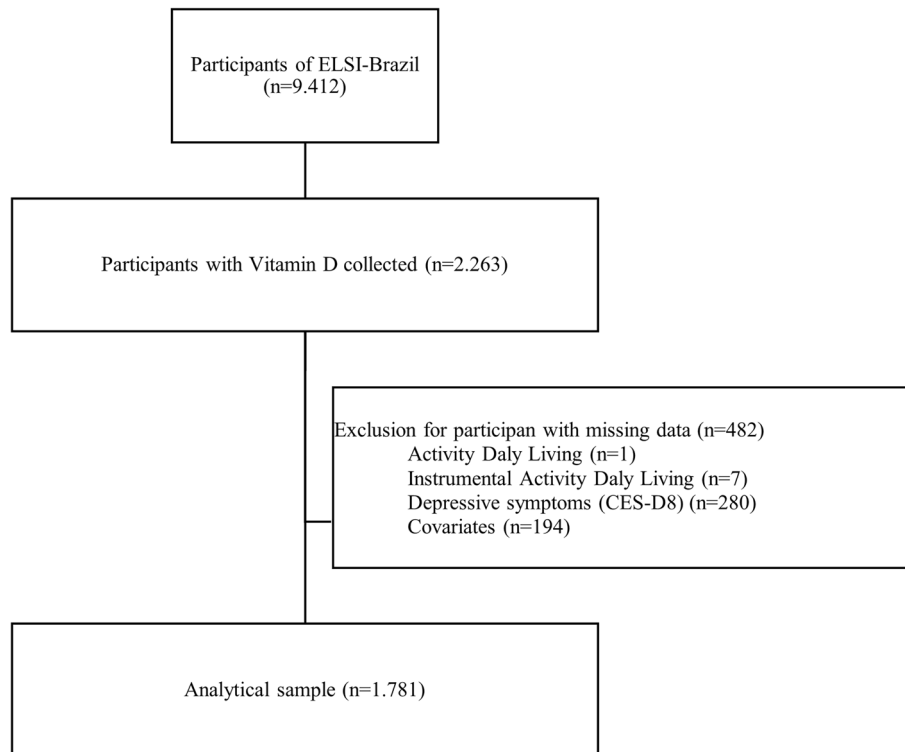 Participants of ELSI-Brazil
(n=9.412)
Participants with Vitamin D collected (n=2.263)
Exclusion for participan with missing data (n=482)
Activity Daly Living (n=1)
Instrumental Activity Daly Living (n=7)
Depressive symptoms (CES-D8) (n=280)
Covariates (n=194)
Analytical sample (n=1.781)